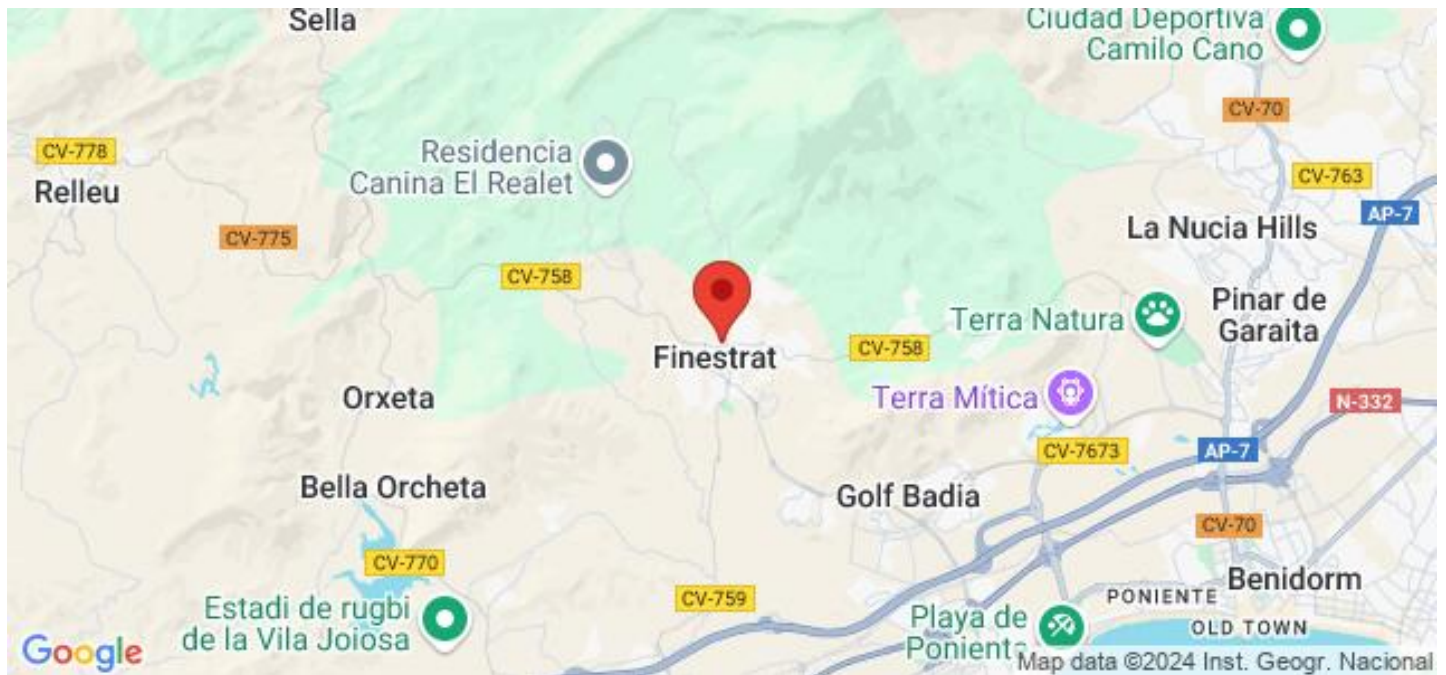 Sella
Ciudad Deportiva
Camilo Cano
CV-70
CV-778
Relleu
Residencia
Canina El Realet
CV-763
AP-7
La Nucia Hills
CV-775
CV-758
Pinar de
Garaita
Terra Natura
Finestrat
CV-758
Orxeta
Terra Mítica
N-332
CV-7673
AP-7
Bella Orcheta
Golf Badia
CV-70
CV-770
Benidorm
CV-759
PONIENTE
Estadi de rugbi
de la Vila Joiosa
Playa de
Poniente
OLD TOWN
Google
Map data ©2024 Inst. Geogr. Nacional